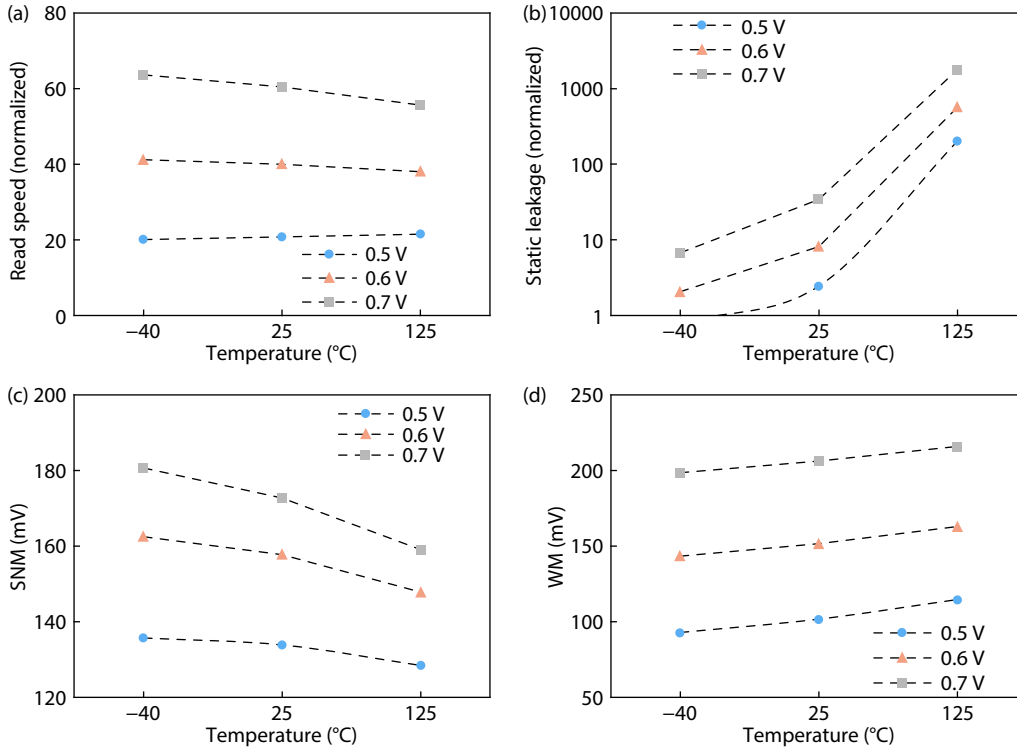 (a)
80
60
40
20
0
Read speed (normalized)
0.5 V
0.6 V
0.7 V
−40
25
125
Temperature (°C)
(b)
10000
1000
100
10
1
Static leakage (normalized)
0.5 V
0.6 V
0.7 V
−40
25
125
Temperature (°C)
(c)
200
180
160
140
120
SNM (mV)
0.5 V
0.6 V
0.7 V
−40
25
125
Temperature (°C)
(d)
250
200
150
100
50
WM (mV)
0.5 V
0.6 V
0.7 V
−40
25
125
Temperature (°C)